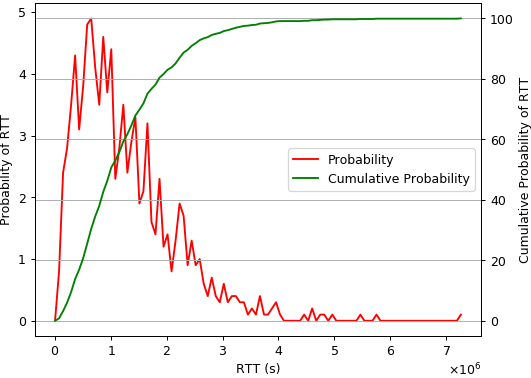 5
4
3
2
1
0
Probability of RTT
100
80
60
40
20
0
Cumulative Probability of RTT
Probability
Cumulative Probability
0 1 2 3 4 5 6 7
RTT (s)
×10⁶